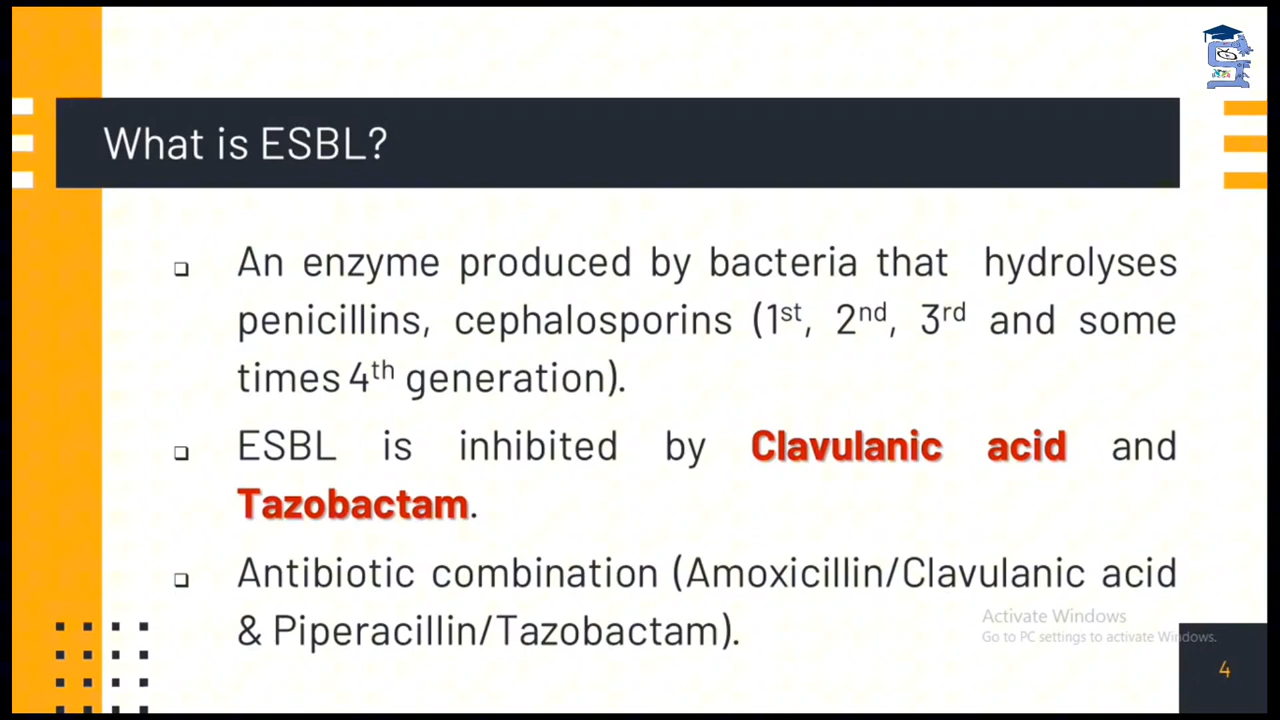 What is ESBL?
❑ An enzyme produced by bacteria that hydrolyses
penicillins, cephalosporins (1st, 2nd, 3rd and some
times 4th generation).
❑ ESBL is inhibited by Clavulanic acid and
Tazobactam.
❑ Antibiotic combination (Amoxicillin/Clavulanic acid
& Piperacillin/Tazobactam).
Activate Windows
Go to PC settings to activate Windows.
4